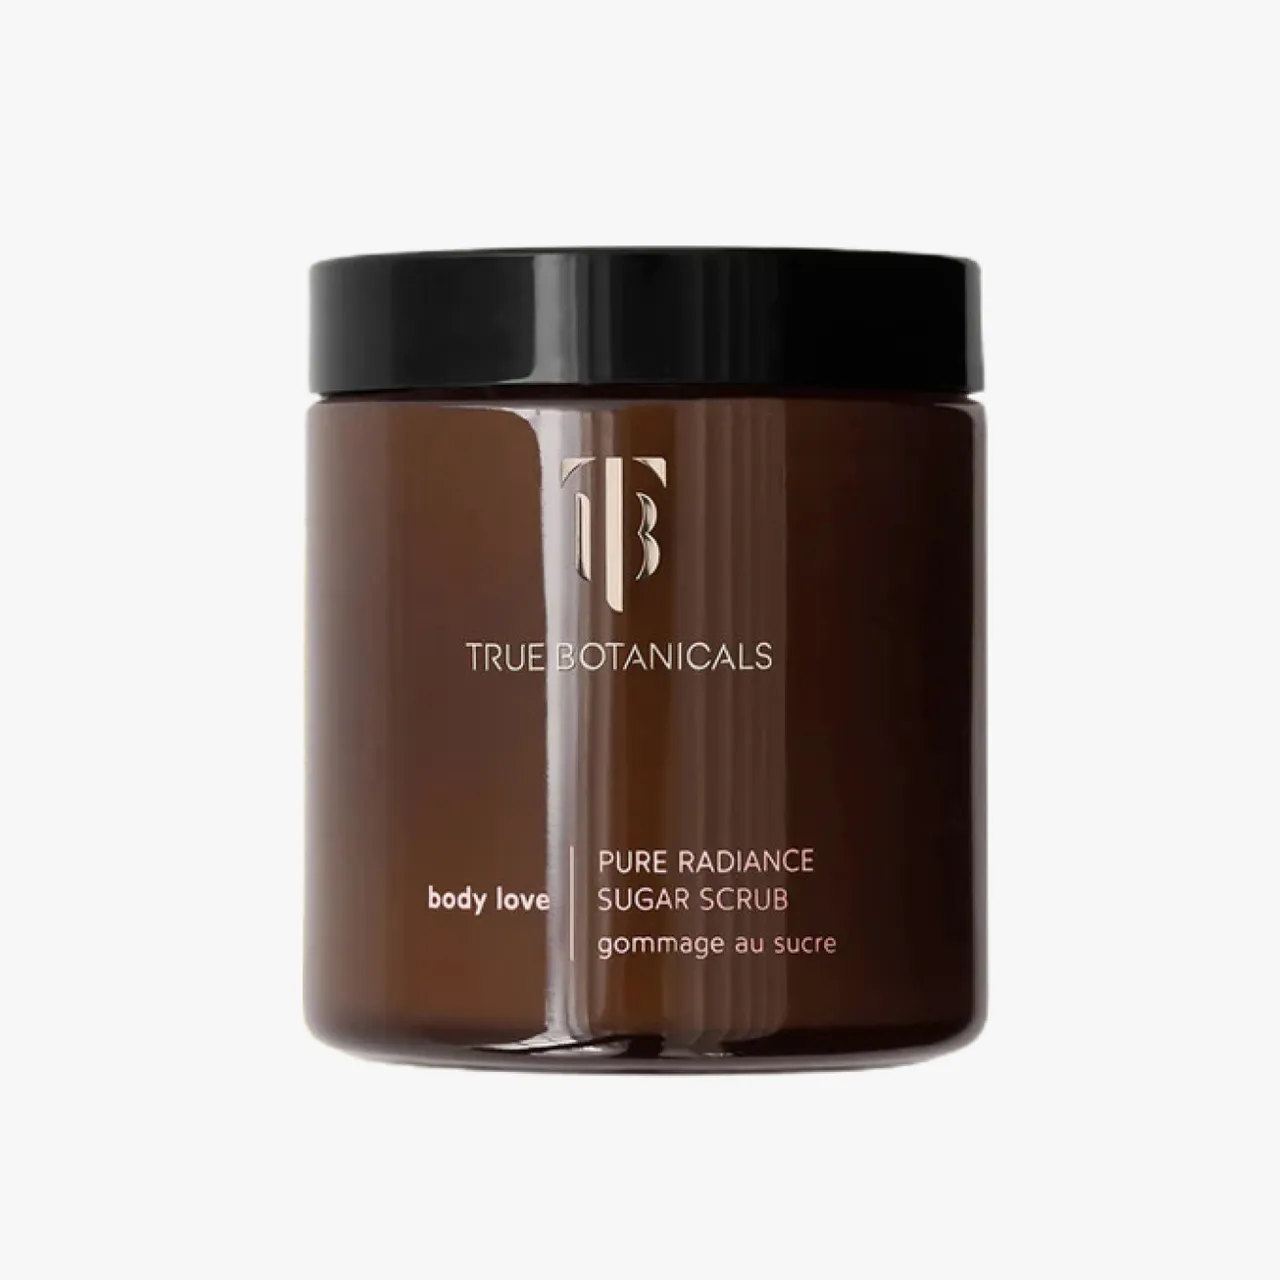 TB
TRUE BOTANICALS
body love
PURE RADIANCE
SUGAR SCRUB
gommage au sucre